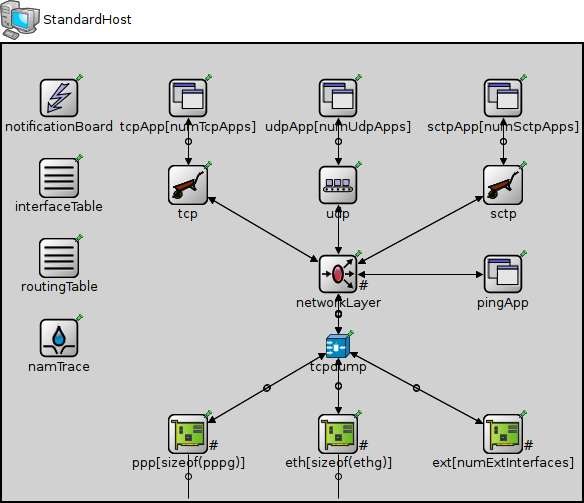 StandardHost
notificationBoard
tcpApp[numTcpApps]
udpApp[numUdpApps]
sctpApp[numSctpApps]
interfaceTable
tcp
udp
sctp
routingTable
#
networkLayer
pingApp
namTrace
tcpdump
#
#
#
ppp[sizeof(pppg)]
eth[sizeof(ethg)]
ext[numExtInterfaces]